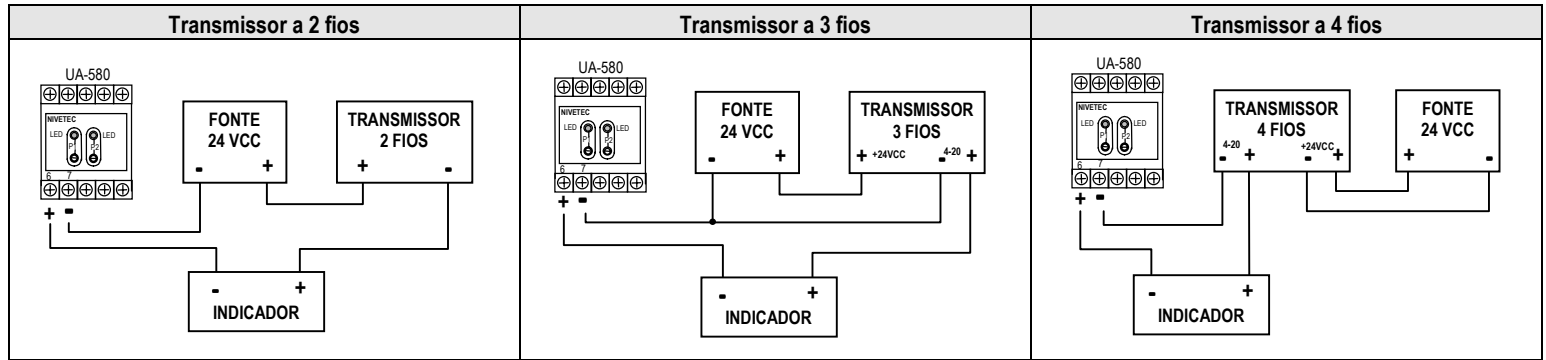 Transmissor a 2 fios
UA-580
NIVETEC
LED LED
P1 P2
6 7
+ -
FONTE
24 VCC
- +
TRANSMISSOR
2 FIOS
+ -
- +
INDICADOR
Transmissor a 3 fios
UA-580
NIVETEC
LED LED
P1 P2
6 7
+ -
FONTE
24 VCC
- +
TRANSMISSOR
3 FIOS
+ +24VCC - 4-20 +
- +
INDICADOR
Transmissor a 4 fios
UA-580
NIVETEC
LED LED
P1 P2
6 7
+ -
TRANSMISSOR
4 FIOS
4-20 +24VCC
- + - +
FONTE
24 VCC
+ -
- +
INDICADOR